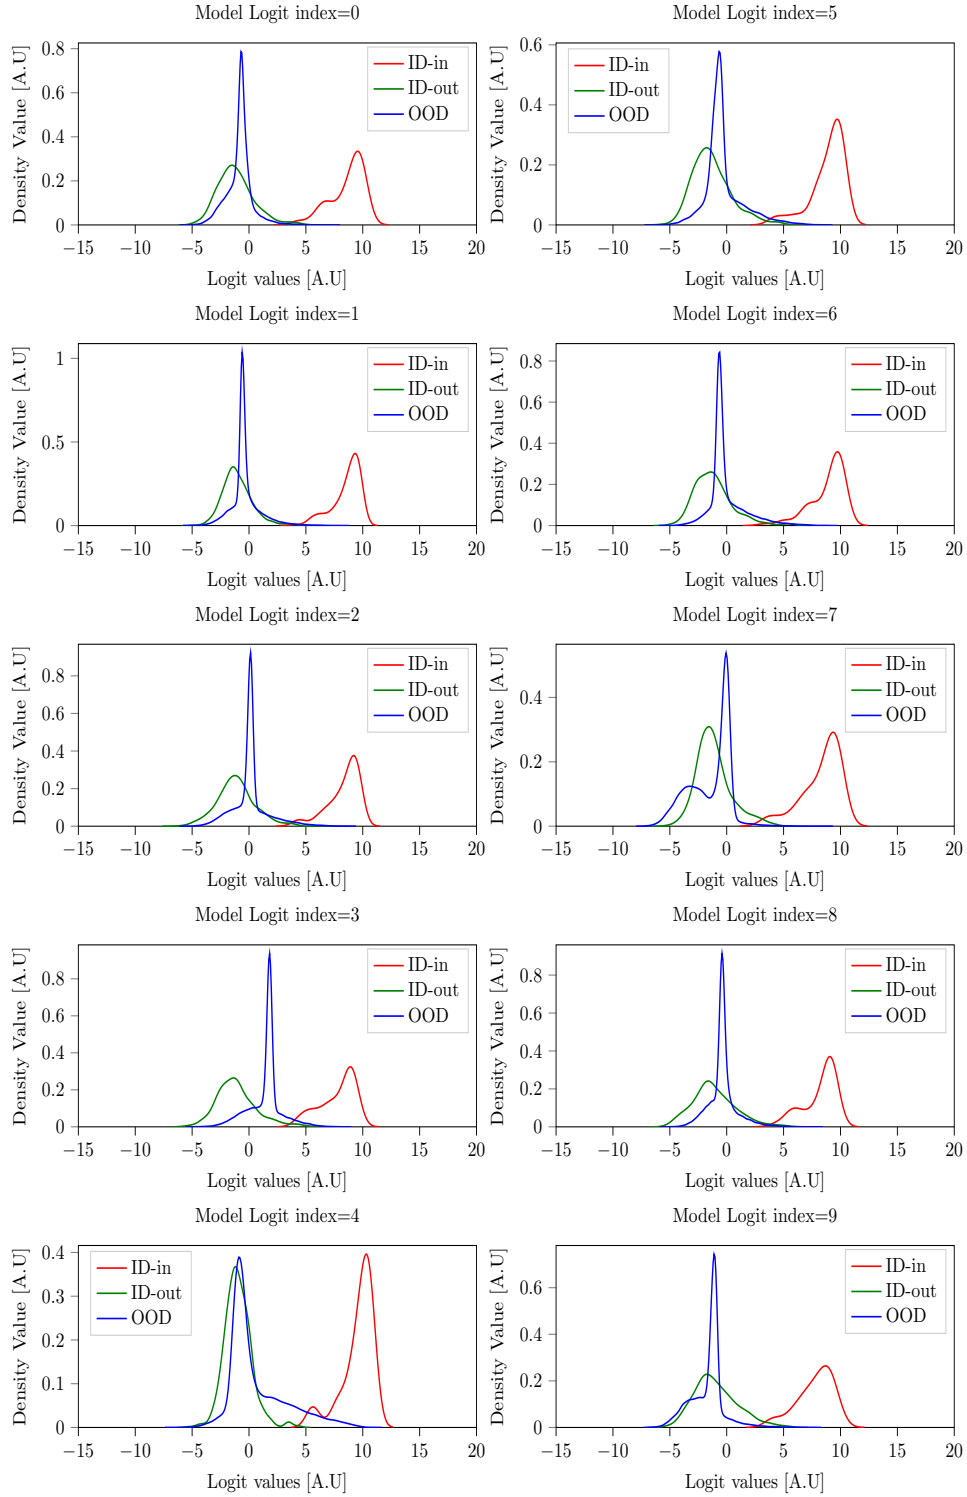 Model Logit index=0
Density Value [A.U]
0.8
0.6
0.4
0.2
0
ID-in
ID-out
OOD
−15 −10 −5 0 5 10 15 20
Logit values [A.U]
Model Logit index=5
Density Value [A.U]
0.6
0.4
0.2
0
ID-in
ID-out
OOD
−15 −10 −5 0 5 10 15 20
Logit values [A.U]
Model Logit index=1
Density Value [A.U]
1
0.5
0
ID-in
ID-out
OOD
−15 −10 −5 0 5 10 15 20
Logit values [A.U]
Model Logit index=6
Density Value [A.U]
0.8
0.6
0.4
0.2
0
ID-in
ID-out
OOD
−15 −10 −5 0 5 10 15 20
Logit values [A.U]
Model Logit index=2
Density Value [A.U]
0.8
0.6
0.4
0.2
0
ID-in
ID-out
OOD
−15 −10 −5 0 5 10 15 20
Logit values [A.U]
Model Logit index=7
Density Value [A.U]
0.4
0.2
0
ID-in
ID-out
OOD
−15 −10 −5 0 5 10 15 20
Logit values [A.U]
Model Logit index=3
Density Value [A.U]
0.8
0.6
0.4
0.2
0
ID-in
ID-out
OOD
−15 −10 −5 0 5 10 15 20
Logit values [A.U]
Model Logit index=8
Density Value [A.U]
0.8
0.6
0.4
0.2
0
ID-in
ID-out
OOD
−15 −10 −5 0 5 10 15 20
Logit values [A.U]
Model Logit index=4
Density Value [A.U]
0.4
0.3
0.2
0.1
0
ID-in
ID-out
OOD
−15 −10 −5 0 5 10 15 20
Logit values [A.U]
Model Logit index=9
Density Value [A.U]
0.6
0.4
0.2
0
ID-in
ID-out
OOD
−15 −10 −5 0 5 10 15 20
Logit values [A.U]